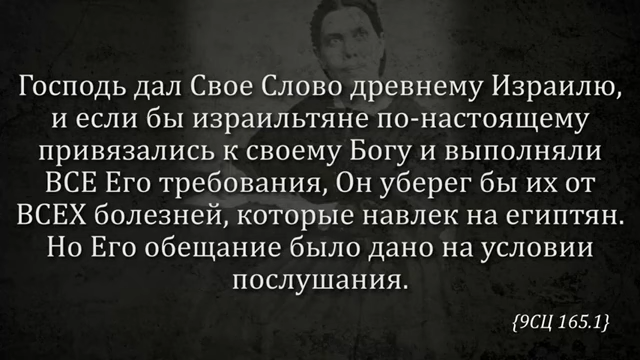 Господь дал Свое Слово древнему Израилю,
и если бы израильтяне по-настоящему
привязались к своему Богу и выполняли
ВСЕ Его требования, Он уберег бы их от
ВСЕХ болезней, которые навлек на египтян.
Но Его обещание было дано на условии
послушания.
{9СЦ 165.1}